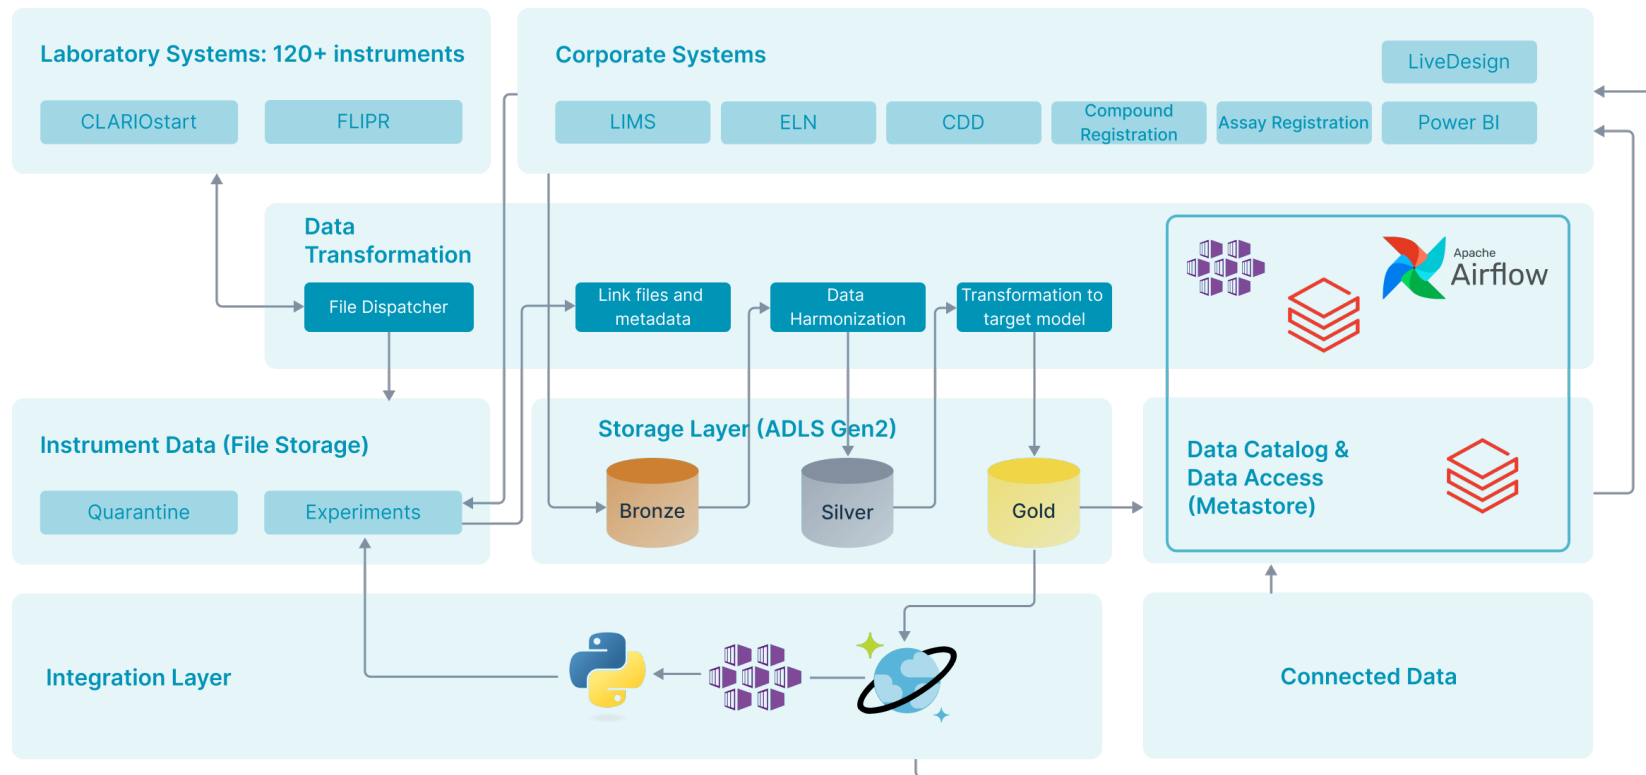 Laboratory Systems: 120+ instruments
CLARIOstart
FLIPR
Corporate Systems
LiveDesign
LIMS
ELN
CDD
Compound
Registration
Assay Registration
Power BI
Data
Transformation
File Dispatcher
Link files and
metadata
Data
Harmonization
Transformation to
target model
Apache
Airflow
Instrument Data (File Storage)
Quarantine
Experiments
Storage Layer (ADLS Gen2)
Bronze
Silver
Gold
Data Catalog &
Data Access
(Metastore)
Integration Layer
Connected Data